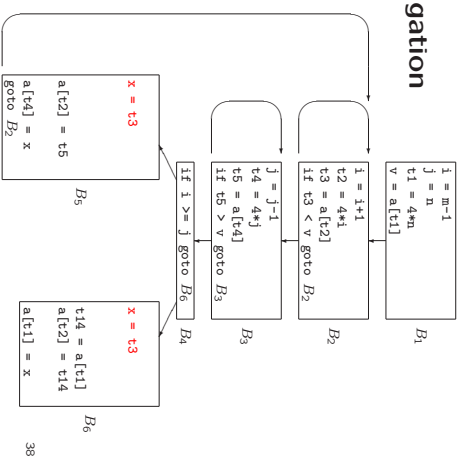 gation
i = m-1
j = n
t1 = 4*n
v = a[t1]
B1
i = i+1
t2 = 4*i
t3 = a[t2]
if t3 < v goto B2
B2
j = j-1
t4 = 4*j
t5 = a[t4]
if t5 > v goto B3
B3
if i >= j goto B6
B4
x = t3
a[t2] = t5
a[t4] = x
goto B2
B5
x = t3
t14 = a[t1]
a[t2] = t14
a[t1] = x
B6
38